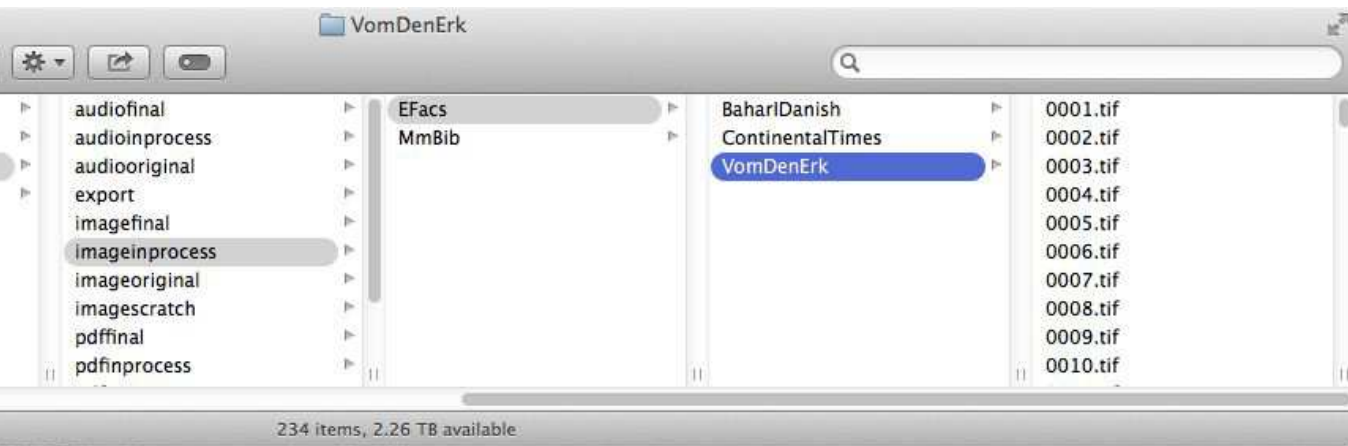 VomDenErk
audiofinal
audioinprocess
audiooriginal
export
imagefinal
imageinprocess
imageoriginal
imagescratch
pdffinal
pdfinprocess
EFacs
MmBib
BaharIDanish
ContinentalTimes
VomDenErk
0001.tif
0002.tif
0003.tif
0004.tif
0005.tif
0006.tif
0007.tif
0008.tif
0009.tif
0010.tif
234 items, 2.26 TB available